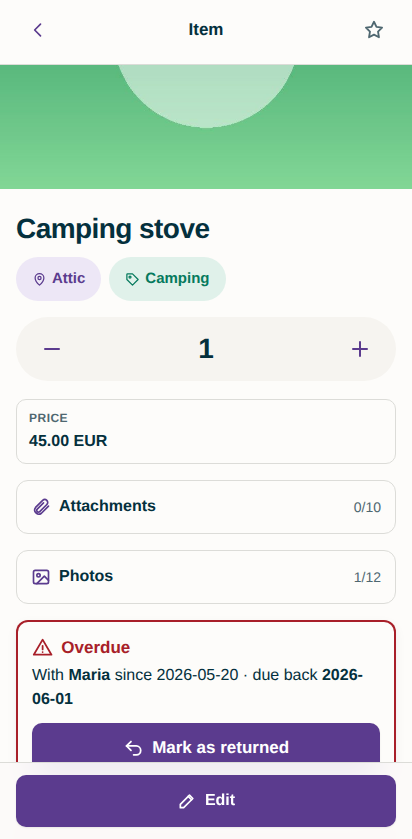 Item
Camping stove
Attic
Camping
1
PRICE
45.00 EUR
Attachments
0/10
Photos
1/12
Overdue
With Maria since 2026-05-20 · due back 2026-
06-01
Mark as returned
Edit